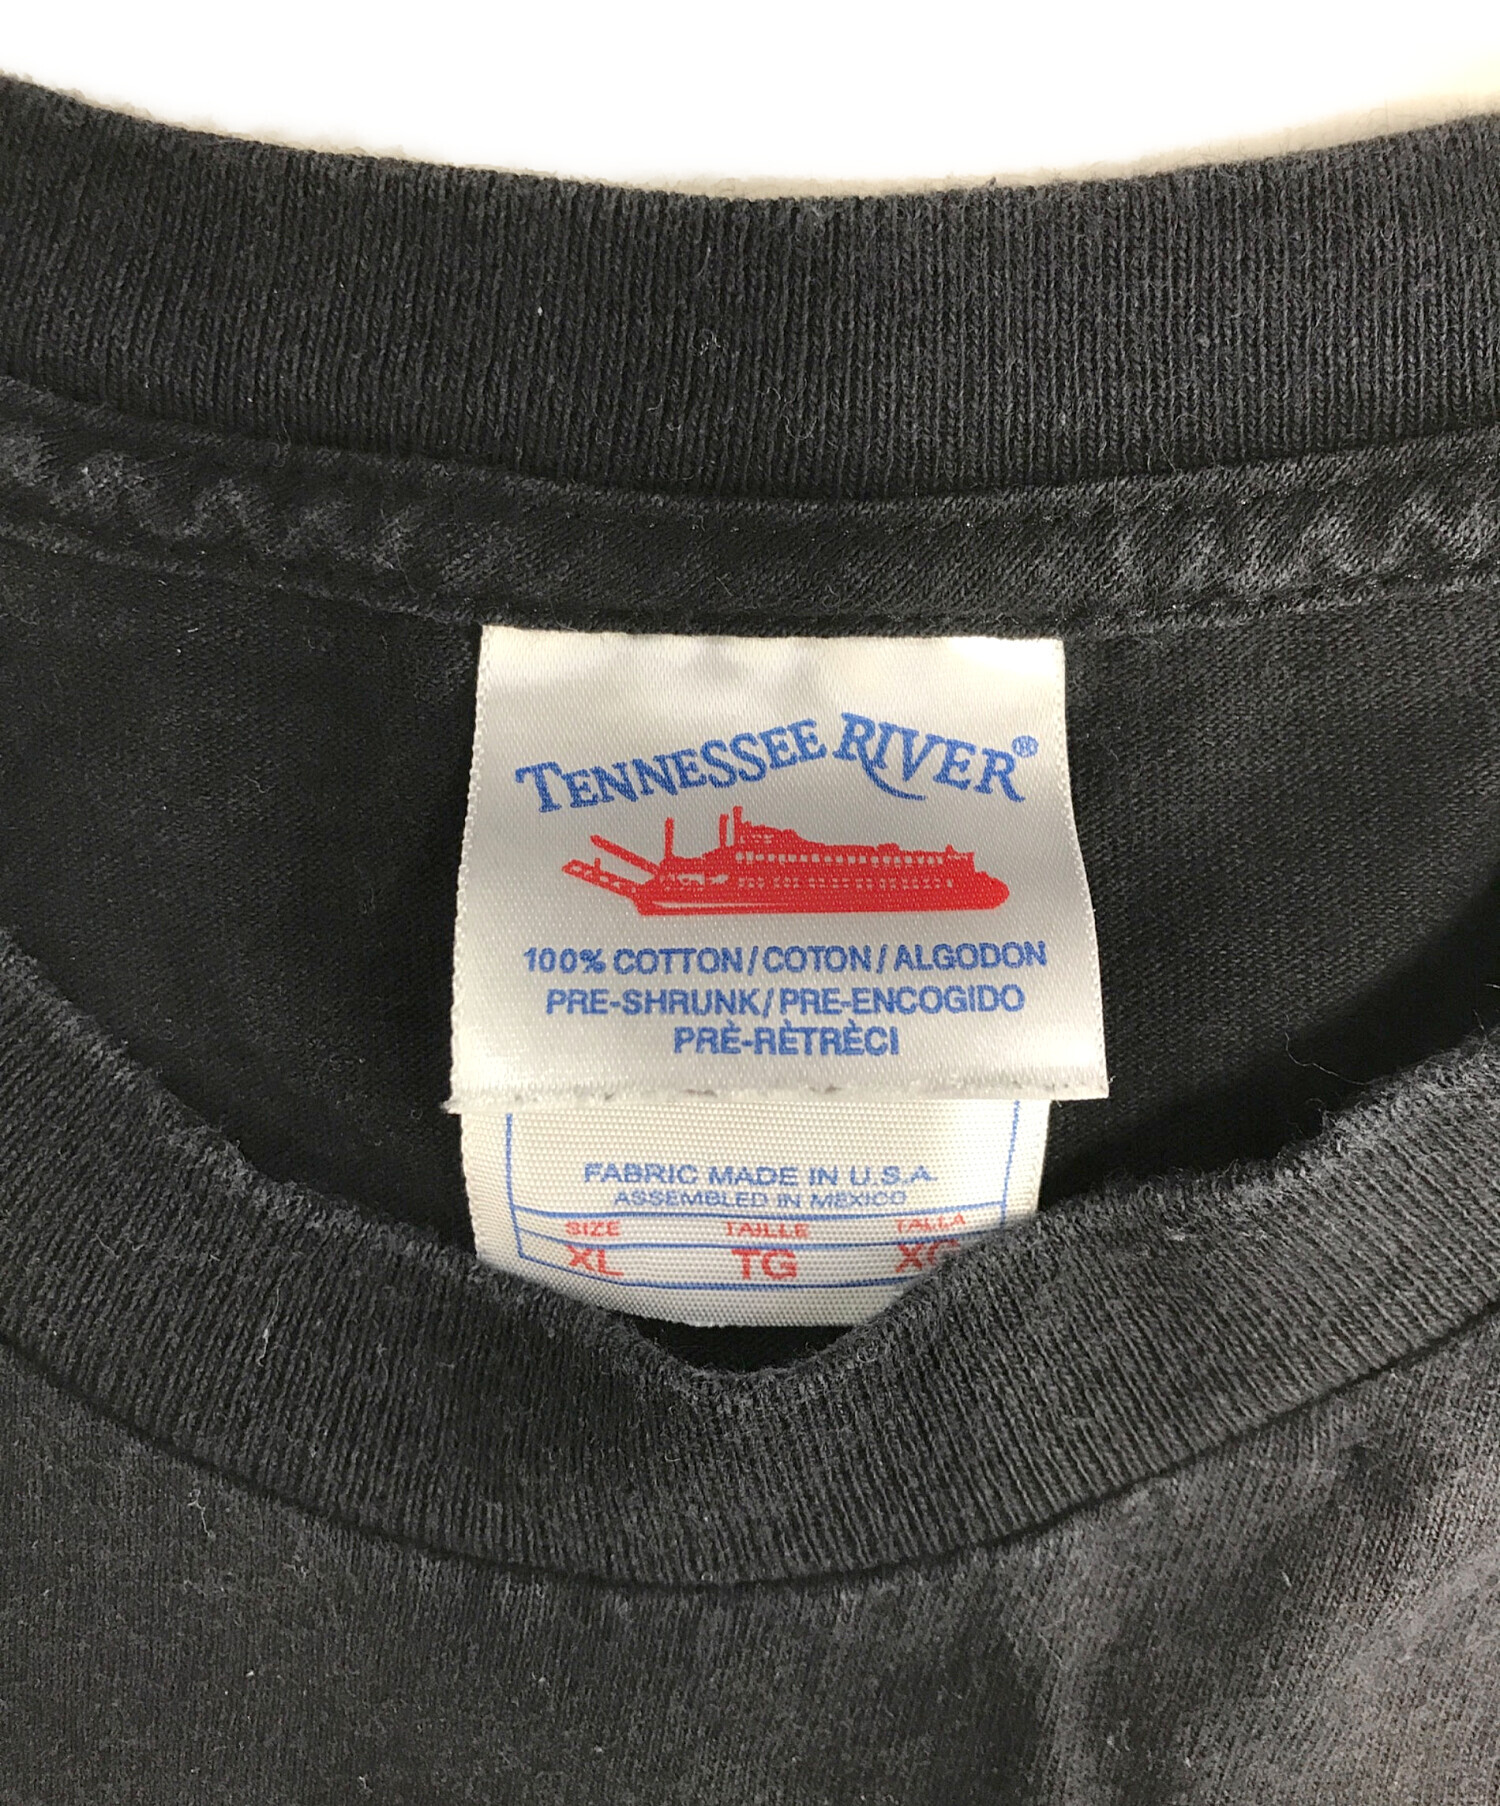 TENNESSEE RIVER®
100% COTTON/COTON/ALGODON
PRE-SHRUNK/PRE-ENCOGIDO
PRÈ-RÈTRÈCI
FABRIC MADE IN U.S.A.
ASSEMBLED IN MEXICO
SIZE TAILLE TALLA
XL TG XG